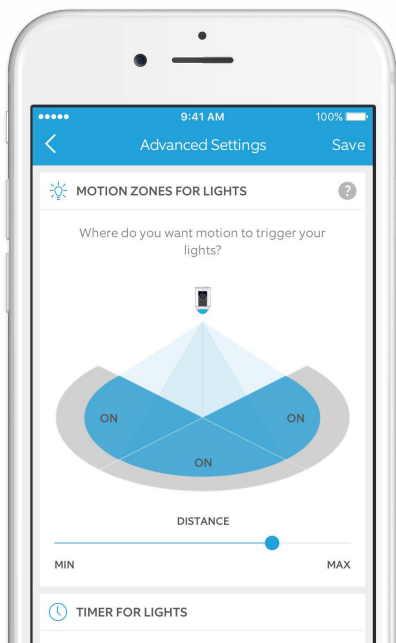 9:41 AM
100%
Advanced Settings
Save
MOTION ZONES FOR LIGHTS
?
Where do you want motion to trigger your
lights?
ON
ON
ON
DISTANCE
MIN
MAX
TIMER FOR LIGHTS